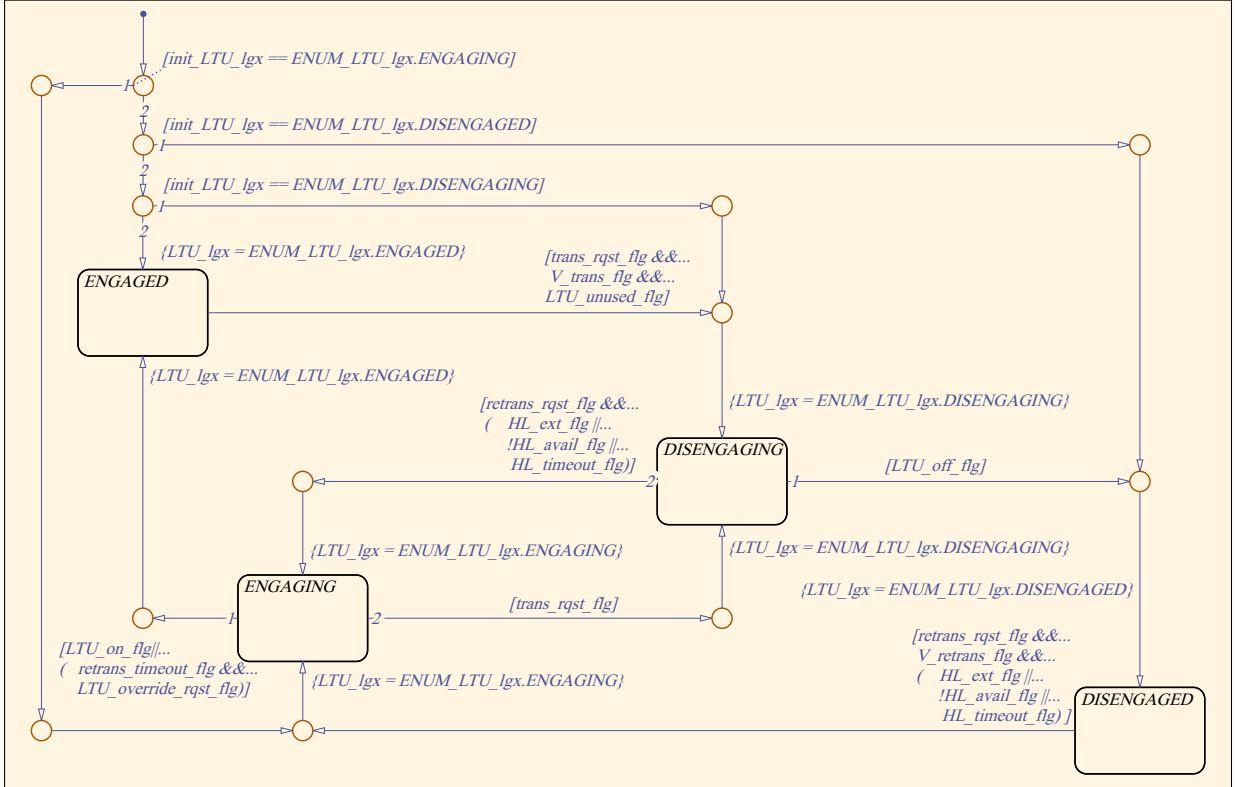 [init_LTU_lgx == ENUM_LTU_lgx.ENGAGING]
1
2
[init_LTU_lgx == ENUM_LTU_lgx.DISENGAGED]
1
2
[init_LTU_lgx == ENUM_LTU_lgx.DISENGAGING]
1
2
{LTU_lgx = ENUM_LTU_lgx.ENGAGED}
[trans_rqst_flg &&...
V_trans_flg &&...
LTU_unused_flg]
ENGAGED
{LTU_lgx = ENUM_LTU_lgx.ENGAGED}
[retrans_rqst_flg &&...
( HL_ext_flg ||...
!HL_avail_flg ||...
HL_timeout_flg)]
{LTU_lgx = ENUM_LTU_lgx.DISENGAGING}
DISENGAGING
2
1
[LTU_off_flg]
{LTU_lgx = ENUM_LTU_lgx.ENGAGING}
{LTU_lgx = ENUM_LTU_lgx.DISENGAGING}
{LTU_lgx = ENUM_LTU_lgx.DISENGAGED}
ENGAGING
1
2
[trans_rqst_flg]
[LTU_on_flg||...
( retrans_timeout_flg &&...
LTU_override_rqst_flg)]
{LTU_lgx = ENUM_LTU_lgx.ENGAGING}
[retrans_rqst_flg &&...
V_retrans_flg &&...
( HL_ext_flg ||...
!HL_avail_flg ||...
HL_timeout_flg) ]
DISENGAGED